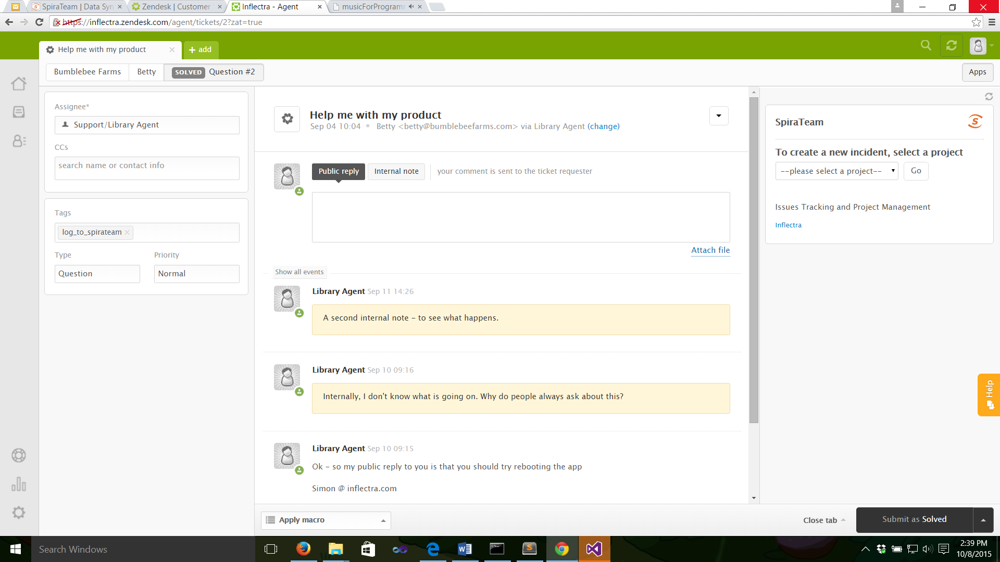 SpiraTeam | Data Syn
Zendesk | Customer
Inflectra - Agent
musicForProgramm
https://inflectra.zendesk.com/agent/tickets/2?zat=true
Help me with my product
+ add
Bumblebee Farms
Betty
SOLVED Question #2
Apps
Assignee*
Support/Library Agent
CCs
search name or contact info
Tags
log_to_spirateam
Type
Priority
Question
Normal
Help me with my product
Sep 04 10:04 • Betty <betty@bumblebeefarms.com> via Library Agent (change)
Public reply
Internal note
your comment is sent to the ticket requester
Attach file
Show all events
Library Agent Sep 11 14:26
A second internal note - to see what happens.
Library Agent Sep 10 09:16
Internally, I don't know what is going on. Why do people always ask about this?
Library Agent Sep 10 09:15
Ok - so my public reply to you is that you should try rebooting the app
Simon @ inflectra.com
SpiraTeam
To create a new incident, select a project
--please select a project--
Go
Issues Tracking and Project Management
Inflectra
Help
Apply macro
Close tab
Submit as Solved
Search Windows
2:39 PM
10/8/2015